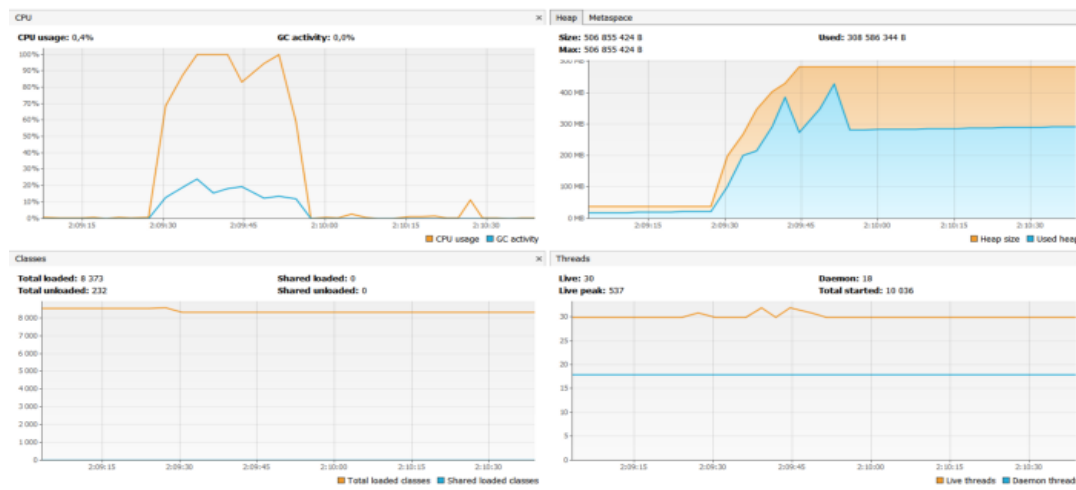 CPU ×
CPU usage: 0,4% GC activity: 0,0%
100%
90%
80%
70%
60%
50%
40%
30%
20%
10%
0%
2:09:15 2:09:30 2:09:45 2:10:00 2:10:15 2:10:30
CPU usage GC activity
Heap Metaspace
Size: 506 855 424 B Used: 308 586 344 B
Max: 506 855 424 B
500 MB
400 MB
300 MB
200 MB
100 MB
0 MB
2:09:15 2:09:30 2:09:45 2:10:00 2:10:15 2:10:30
Heap size Used heap
Classes ×
Total loaded: 8 373 Shared loaded: 0
Total unloaded: 232 Shared unloaded: 0
8 000
7 000
6 000
5 000
4 000
3 000
2 000
1 000
0
2:09:15 2:09:30 2:09:45 2:10:00 2:10:15 2:10:30
Total loaded classes Shared loaded classes
Threads
Live: 30 Daemon: 18
Live peak: 537 Total started: 10 036
30
25
20
15
10
5
0
2:09:15 2:09:30 2:09:45 2:10:00 2:10:15 2:10:30
Live threads Daemon threads